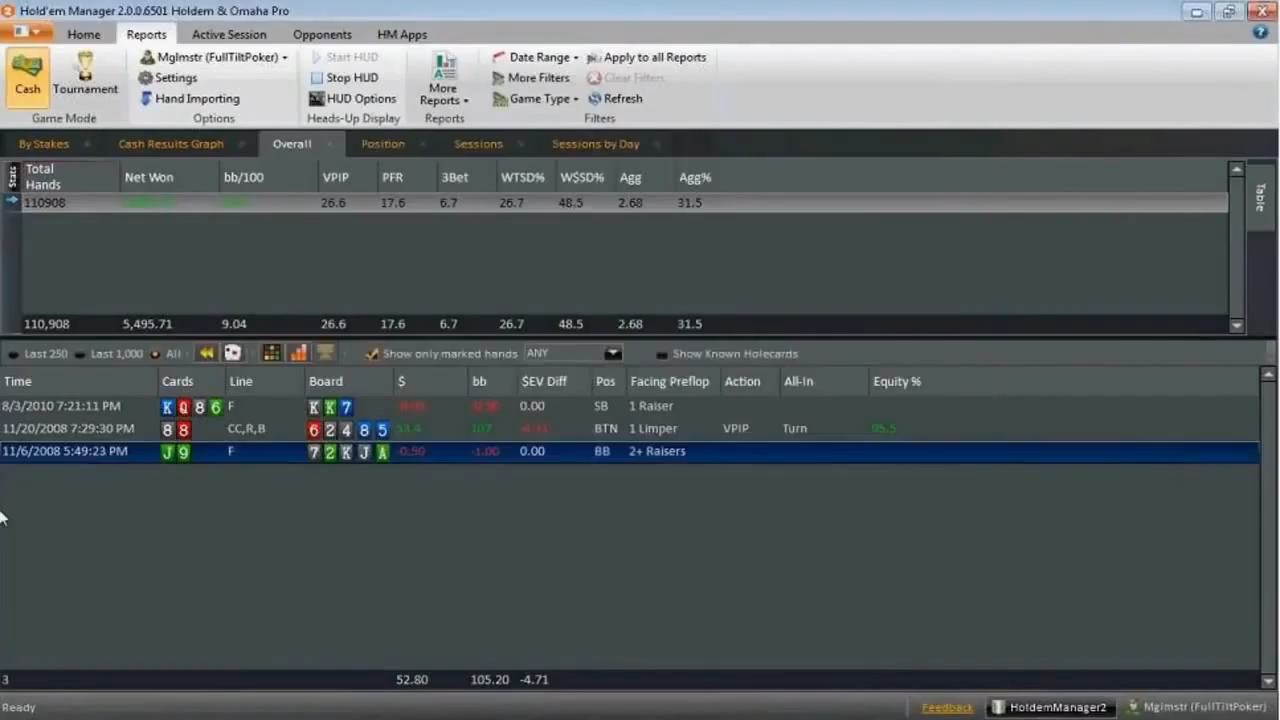 Hold'em Manager 2.0.0.6501 Holdem & Omaha Pro
Home Reports Active Session Opponents HM Apps
Mglmstr (FullTiltPoker) Start HUD Date Range Apply to all Reports
Settings Stop HUD More Filters Clear Filters
Cash Tournament Hand Importing HUD Options More Reports Game Type Refresh
Game Mode Options Heads-Up Display Reports Filters
By Stakes Cash Results Graph Overall Position Sessions Sessions by Day
Stats Total Hands Net Won bb/100 VPIP PFR 3Bet WTSD% W$SD% Agg Agg% Table
110908 26.6 17.6 6.7 26.7 48.5 2.68 31.5
110,908 5,495.71 9.04 26.6 17.6 6.7 26.7 48.5 2.68 31.5
Last 250 Last 1,000 All Show only marked hands ANY Show Known Holecards
Time Cards Line Board $ bb $EV Diff Pos Facing Preflop Action All-In Equity %
8/3/2010 7:21:11 PM K Q 8 6 F K K 7 0.00 SB 1 Raiser
11/20/2008 7:29:30 PM 8 8 CC,R,B 6 2 4 8 5 107 BTN 1 Limper VPIP Turn 95.5
11/6/2008 5:49:23 PM J 9 F 7 2 K J A -0.50 -1.00 0.00 BB 2+ Raisers
3 52.80 105.20 -4.71
Ready Feedback HoldemManager2 Mglmstr (FullTiltPoker)